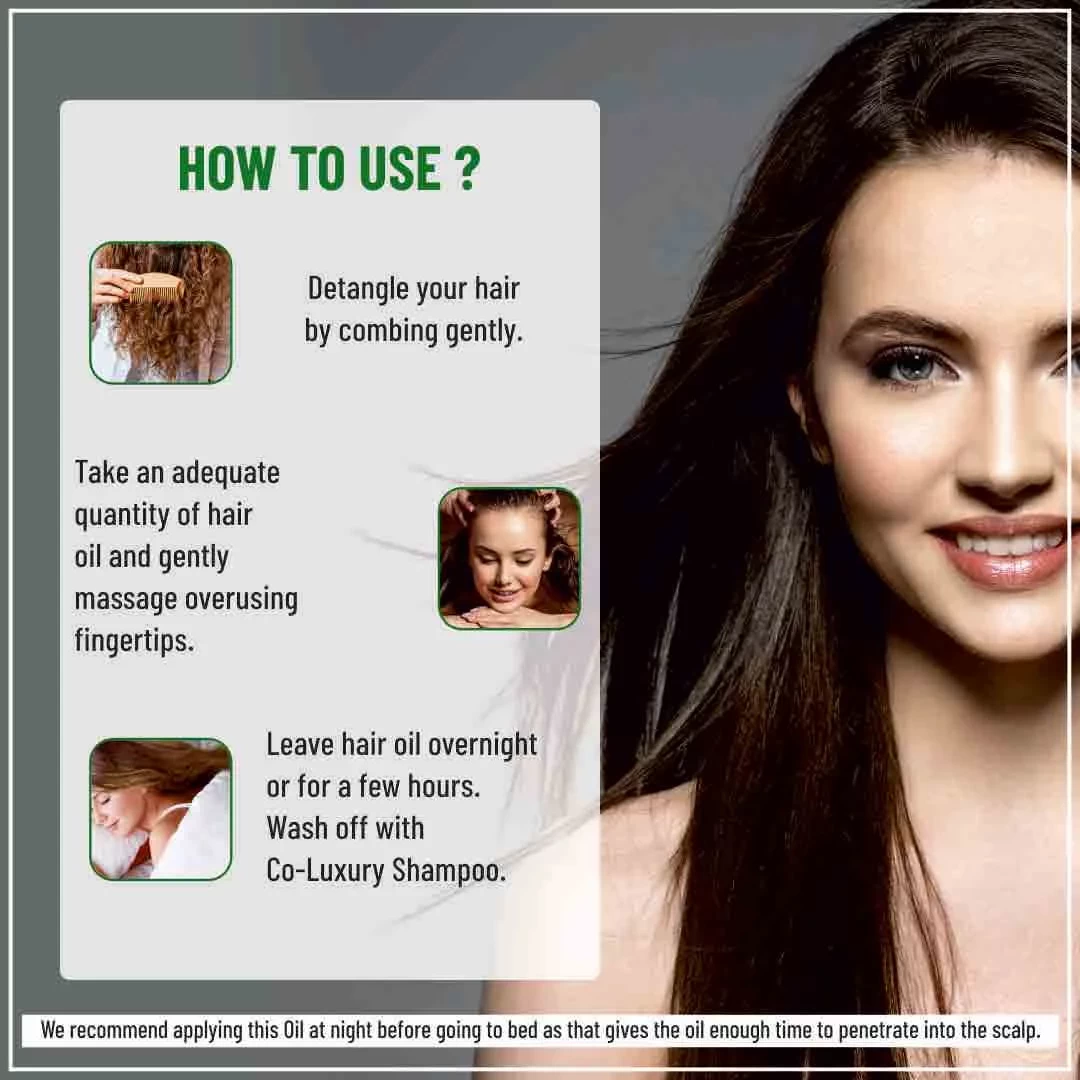 HOW TO USE ?
Detangle your hair
by combing gently.
Take an adequate
quantity of hair
oil and gently
massage overusing
fingertips.
Leave hair oil overnight
or for a few hours.
Wash off with
Co-Luxury Shampoo.
We recommend applying this Oil at night before going to bed as that gives the oil enough time to penetrate into the scalp.